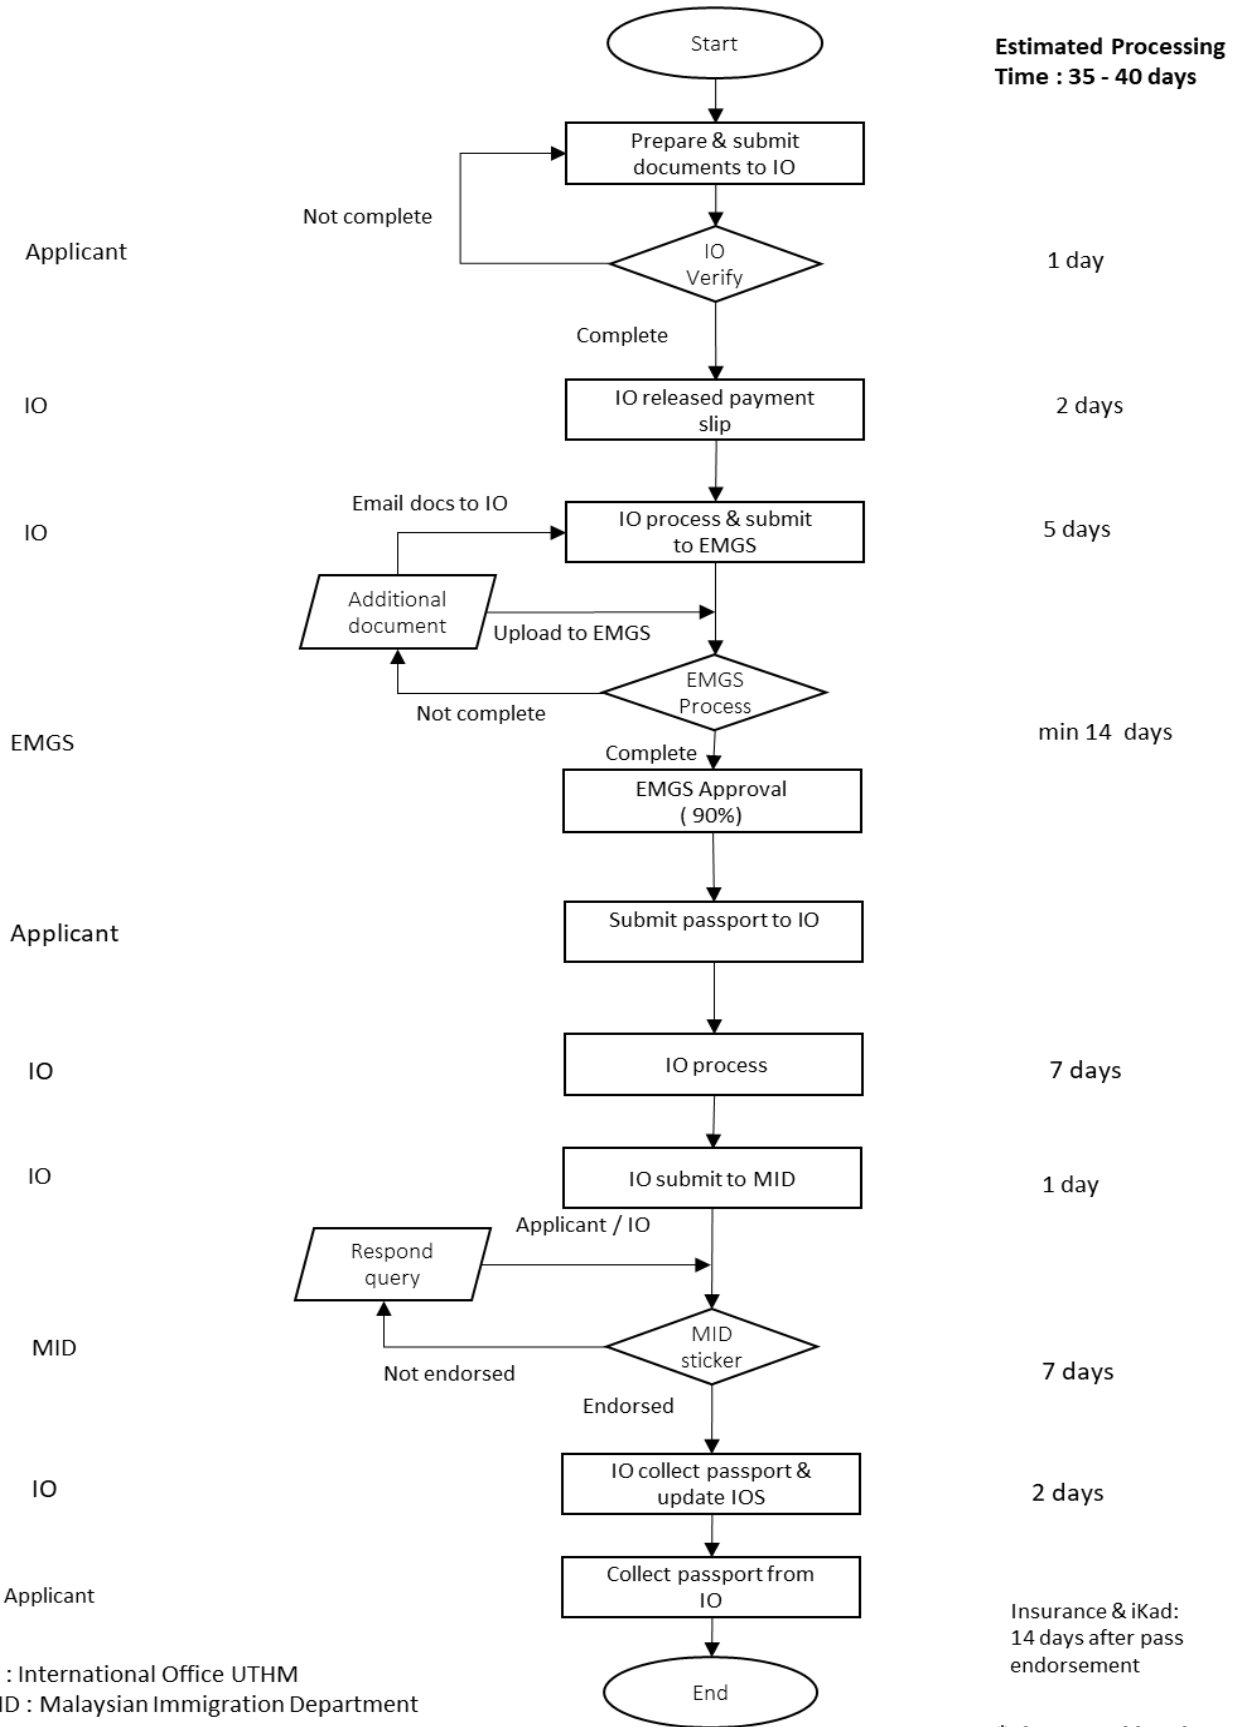 Start
Estimated Processing
Time : 35 - 40 days
Prepare & submit
documents to IO
Not complete
Applicant
IO
Verify
1 day
Complete
IO
IO released payment
slip
2 days
Email docs to IO
IO
IO process & submit
to EMGS
5 days
Additional
document
Upload to EMGS
EMGS
Process
Not complete
EMGS
min 14 days
Complete
EMGS Approval
( 90%)
Applicant
Submit passport to IO
IO
IO process
7 days
IO
IO submit to MID
1 day
Applicant / IO
Respond
query
MID
MID
sticker
Not endorsed
7 days
Endorsed
IO
IO collect passport &
update IOS
2 days
Applicant
Collect passport from
IO
Insurance & iKad:
14 days after pass
endorsement
: International Office UTHM
ID : Malaysian Immigration Department
End